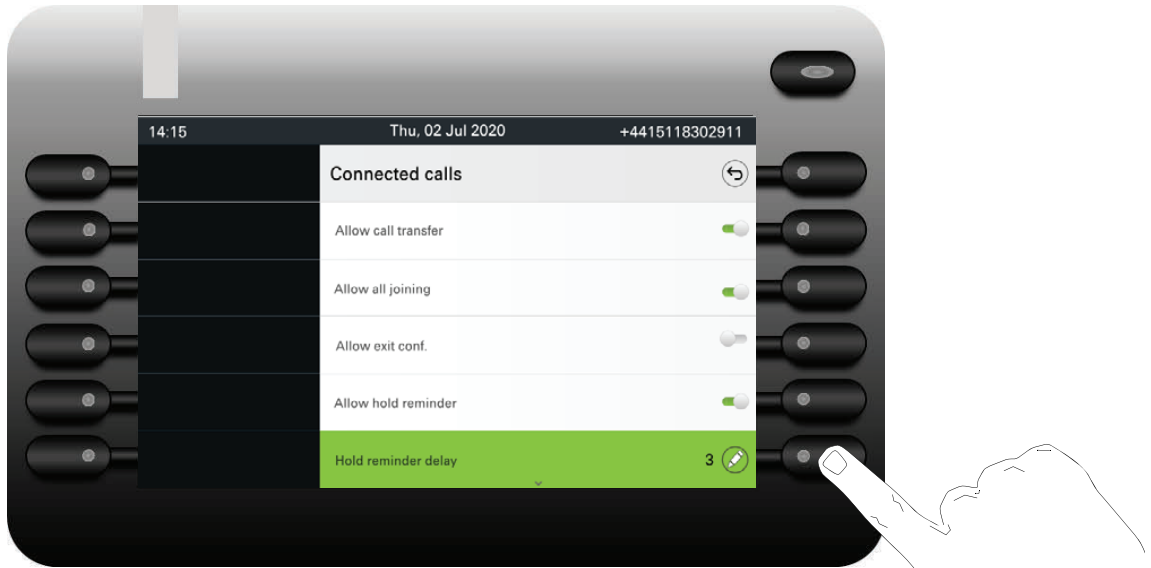 14:15 Thu, 02 Jul 2020 +4415118302911
Connected calls
Allow call transfer
Allow all joining
Allow exit conf.
Allow hold reminder
Hold reminder delay 3